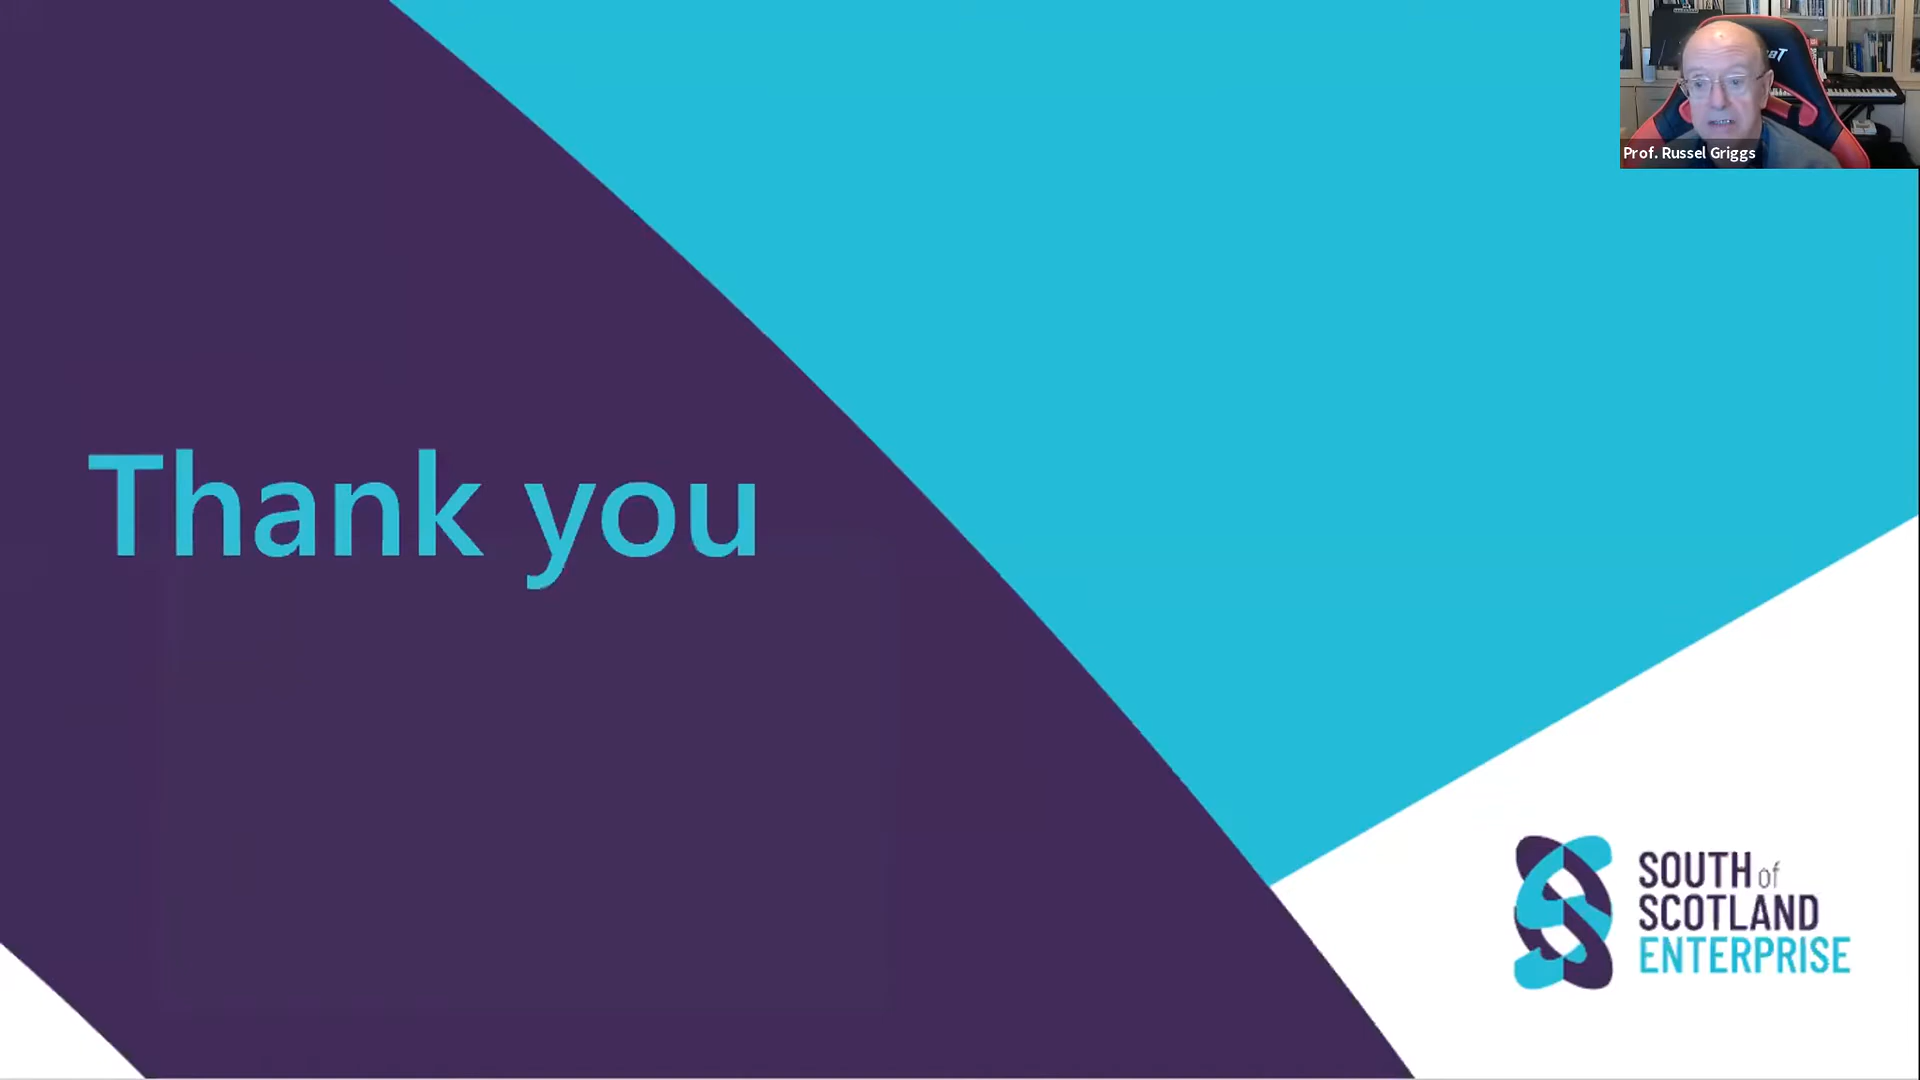 Prof. Russel Griggs
Thank you
SOUTH of
SCOTLAND
ENTERPRISE